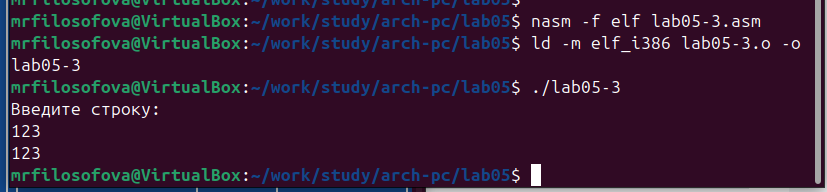 mrfilosofova@VirtualBox:~/work/study/arch-pc/lab05$ nasm -f elf lab05-3.asm
mrfilosofova@VirtualBox:~/work/study/arch-pc/lab05$ ld -m elf_i386 lab05-3.o -o
lab05-3
mrfilosofova@VirtualBox:~/work/study/arch-pc/lab05$ ./lab05-3
Введите строку:
123
123
mrfilosofova@VirtualBox:~/work/study/arch-pc/lab05$